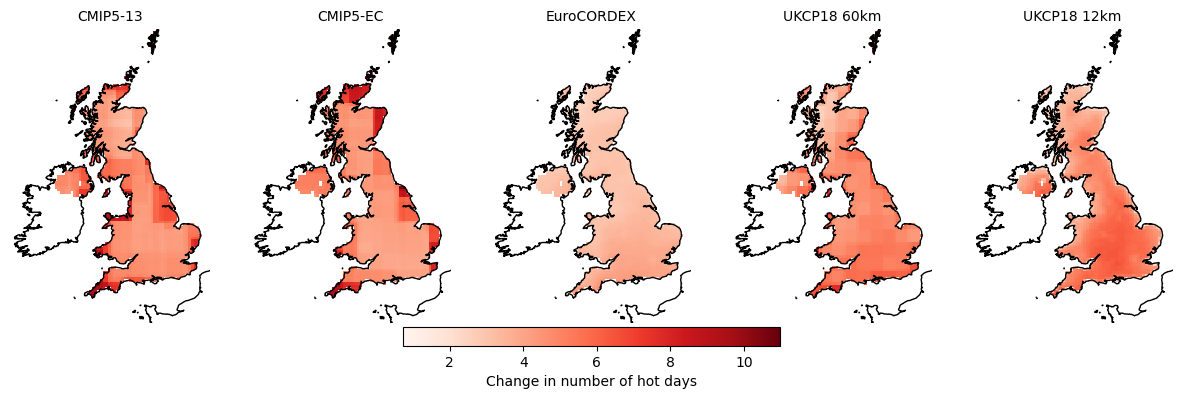 CMIP5-13
CMIP5-EC
EuroCORDEX
UKCP18 60km
UKCP18 12km
2 4 6 8 10
Change in number of hot days